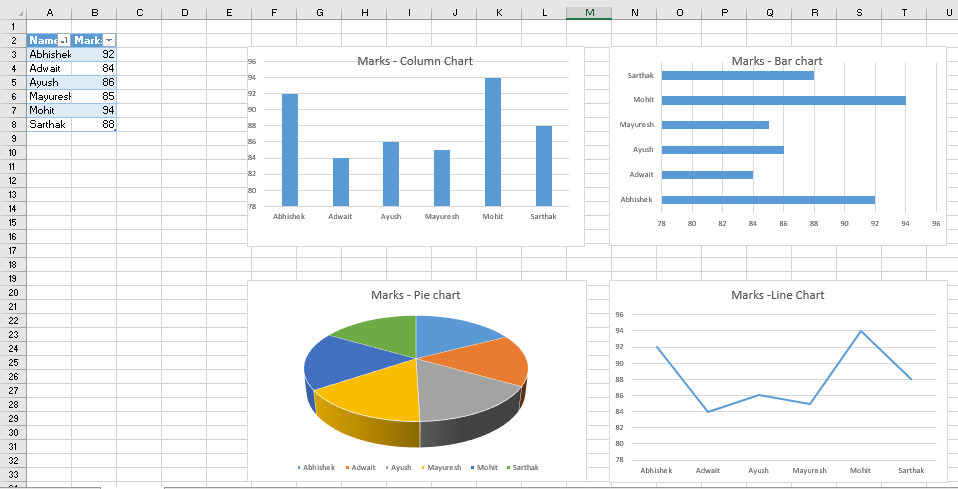 A B C D E F G H I J K L M N O P Q R S T U
1
2 Name Mark
3 Abhishek 92
4 Adwait 84
5 Ayush 86
6 Mayuresh 85
7 Mohit 94
8 Sarthak 88
9
10
11
12
13
14
15
16
17
18
19
20
21
22
23
24
25
26
27
28
29
30
31
32
33
Marks - Column Chart
96
94
92
90
88
86
84
82
80
78
Abhishek Adwait Ayush Mayuresh Mohit Sarthak
Marks - Bar chart
Sarthak
Mohit
Mayuresh
Ayush
Adwait
Abhishek
78 80 82 84 86 88 90 92 94 96
Marks - Pie chart
Abhishek Adwait Ayush Mayuresh Mohit Sarthak
Marks -Line Chart
96
94
92
90
88
86
84
82
80
78
Abhishek Adwait Ayush Mayuresh Mohit Sarthak